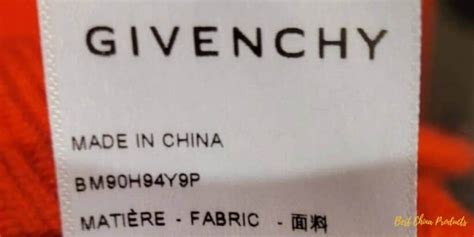 GIVENCHY
MADE IN CHINA
BM90H94Y9P
MATIÈRE - FABRIC - 面料
Best China Products